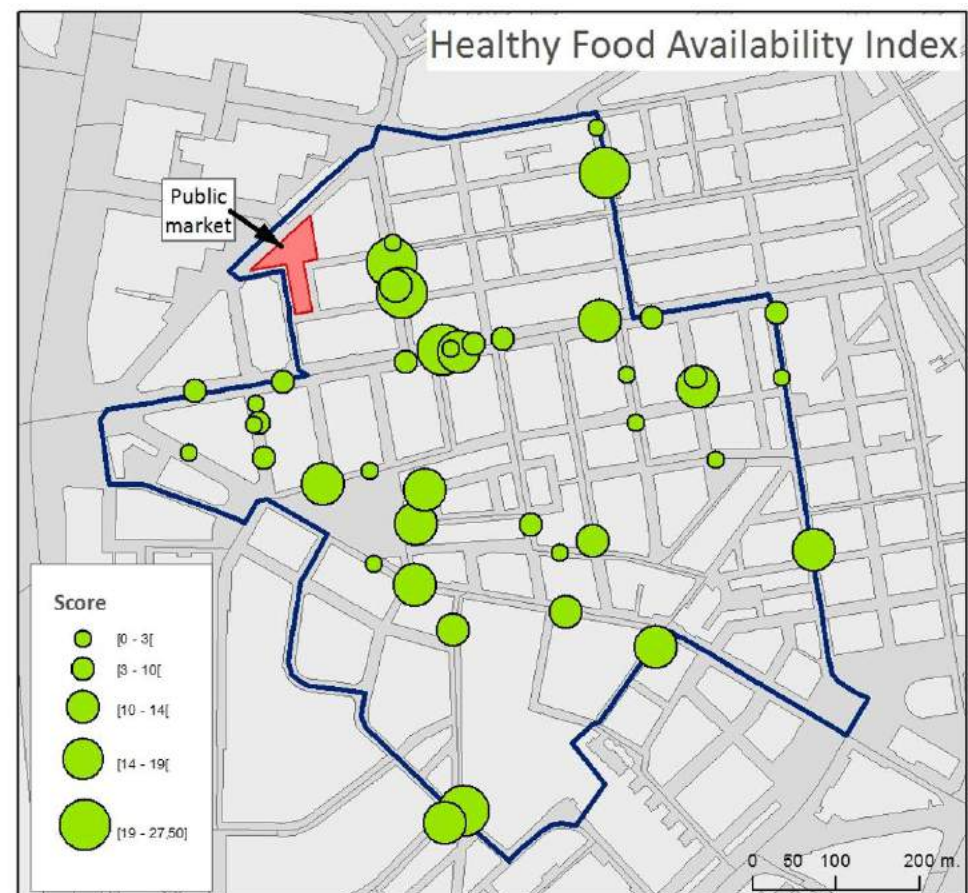 Healthy Food Availability Index
Public
market
Score
[0 - 3[
[3 - 10[
[10 - 14[
[14 - 19[
[19 - 27,50]
0 50 100 200 m.